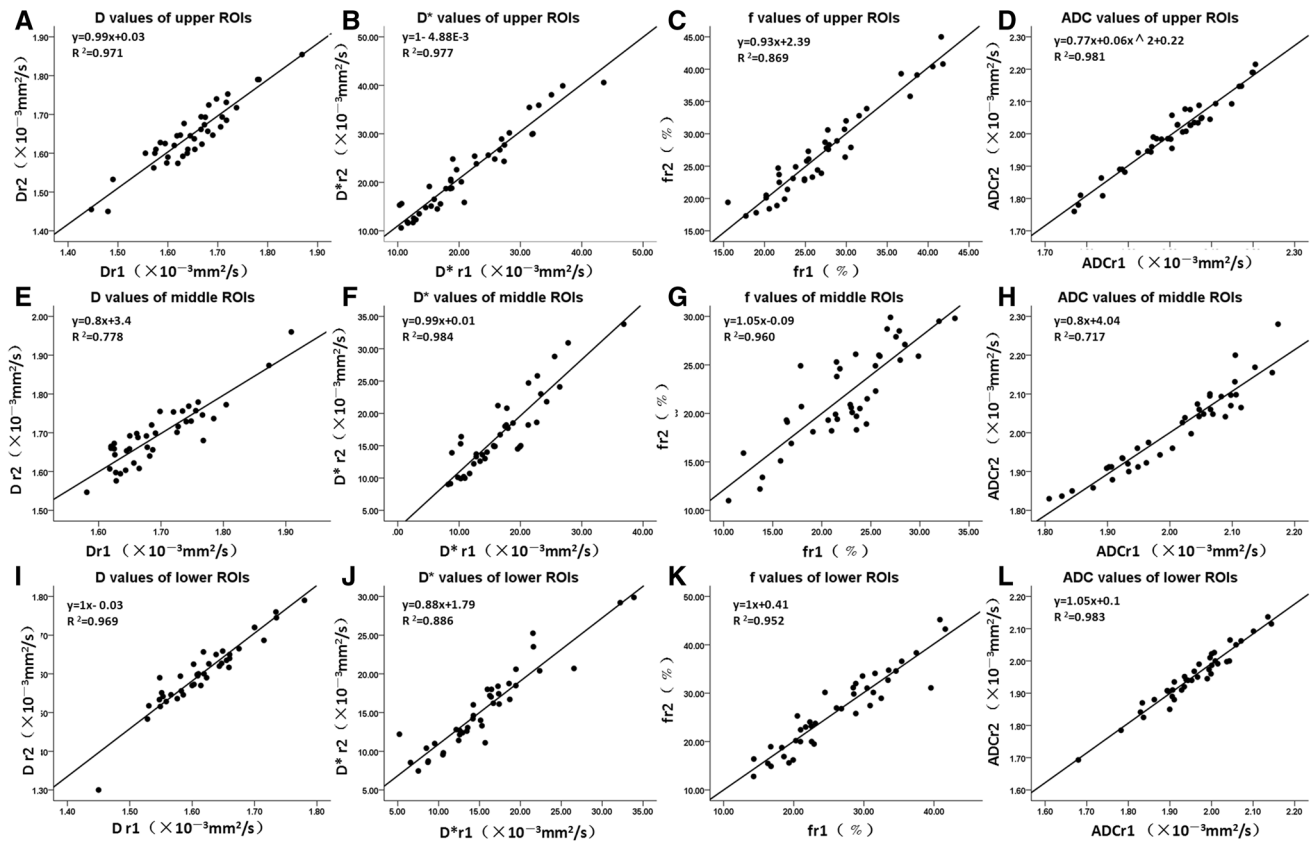 A D values of upper ROIs
y=0.99x+0.03
R²=0.971
Dr2（×10⁻³mm²/s）
1.90
1.80
1.70
1.60
1.50
1.40
1.40 1.50 1.60 1.70 1.80 1.90
Dr1（×10⁻³mm²/s）
B D* values of upper ROIs
y=1- 4.88E-3
R²=0.977
D*r2（×10⁻³mm²/s）
50.00
40.00
30.00
20.00
10.00
10.00 20.00 30.00 40.00 50.00
D* r1（×10⁻³mm²/s）
C f values of upper ROIs
y=0.93x+2.39
R²=0.869
fr2（%）
45.00
40.00
35.00
30.00
25.00
20.00
15.00
15.00 20.00 25.00 30.00 35.00 40.00 45.00
fr1（%）
D ADC values of upper ROIs
y=0.77x+0.06x＾2+0.22
R²=0.981
ADCr2（×10⁻³mm²/s）
2.30
2.20
2.10
2.00
1.90
1.80
1.70
1.70 2.30
ADCr1（×10⁻³mm²/s）
E D values of middle ROIs
y=0.8x+3.4
R²=0.778
D r2（×10⁻³mm²/s）
2.00
1.90
1.80
1.70
1.60
1.50
1.60 1.70 1.80 1.90
Dr1（×10⁻³mm²/s）
F D* values of middle ROIs
y=0.99x+0.01
R²=0.984
D* r2（×10⁻³mm²/s）
35.00
30.00
25.00
20.00
15.00
10.00
5.00
.00 10.00 20.00 30.00 40.00
D* r1（×10⁻³mm²/s）
G f values of middle ROIs
y=1.05x-0.09
R²=0.960
fr2（%）
30.00
25.00
20.00
15.00
10.00
10.00 15.00 20.00 25.00 30.00 35.00
fr1（%）
H ADC values of middle ROIs
y=0.8x+4.04
R²=0.717
ADCr2（×10⁻³mm²/s）
2.30
2.20
2.10
2.00
1.90
1.80
1.80 1.90 2.00 2.10 2.20
ADCr1（×10⁻³mm²/s）
I D values of lower ROIs
y=1x- 0.03
R²=0.969
D r2（×10⁻³mm²/s）
1.80
.70
.60
.50
.40
1.30
1.40 1.50 1.60 1.70 1.80
D r1（×10⁻³mm²/s）
J D* values of lower ROIs
y=0.88x+1.79
R²=0.886
D* r2（×10⁻³mm²/s）
30.00
25.00
20.00
15.00
10.00
5.00
5.00 10.00 15.00 20.00 25.00 30.00 35.00
D*r1（×10⁻³mm²/s）
K f values of lower ROIs
y=1x+0.41
R²=0.952
fr2（%）
50.00
40.00
30.00
20.00
10.00
10.00 20.00 30.00 40.00
fr1（%）
L ADC values of lower ROIs
y=1.05x+0.1
R²=0.983
ADCr2（×10⁻³mm²/s）
2.20
2.10
2.00
1.90
1.80
1.70
1.60
1.60 1.70 1.80 1.90 2.00 2.10 2.20
ADCr1（×10⁻³mm²/s）